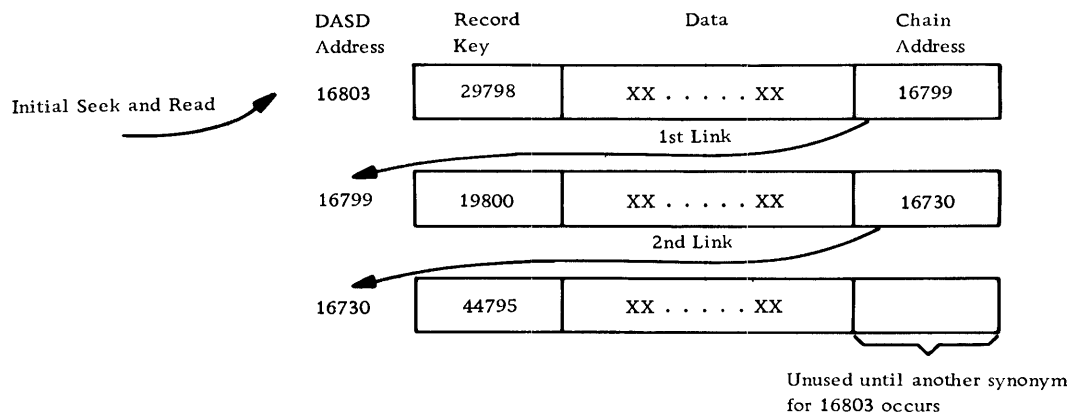 DASD Address
Record Key
Data
Chain Address
Initial Seek and Read
16803
29798
XX . . . . . XX
16799
1st Link
16799
19800
XX . . . . . XX
16730
2nd Link
16730
44795
XX . . . . . XX
Unused until another synonym
for 16803 occurs